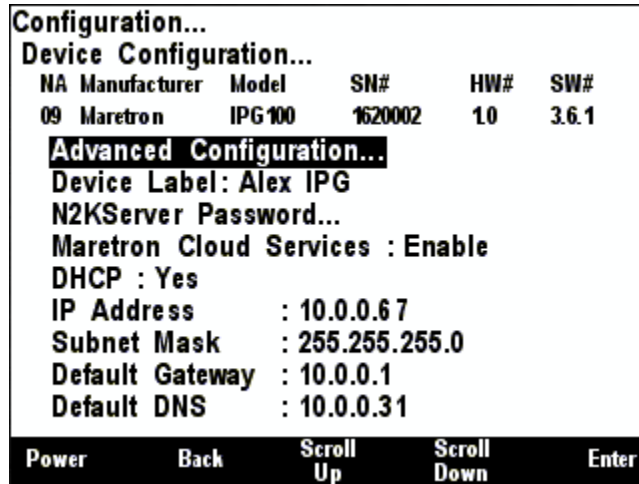 Configuration...
Device Configuration...
NA Manufacturer Model SN# HW# SW#
09 Maretron IPG100 1620002 1.0 3.6.1
Advanced Configuration...
Device Label: Alex IPG
N2KServer Password...
Maretron Cloud Services : Enable
DHCP : Yes
IP Address : 10.0.0.67
Subnet Mask : 255.255.255.0
Default Gateway : 10.0.0.1
Default DNS : 10.0.0.31
Power Back Scroll Up Scroll Down Enter